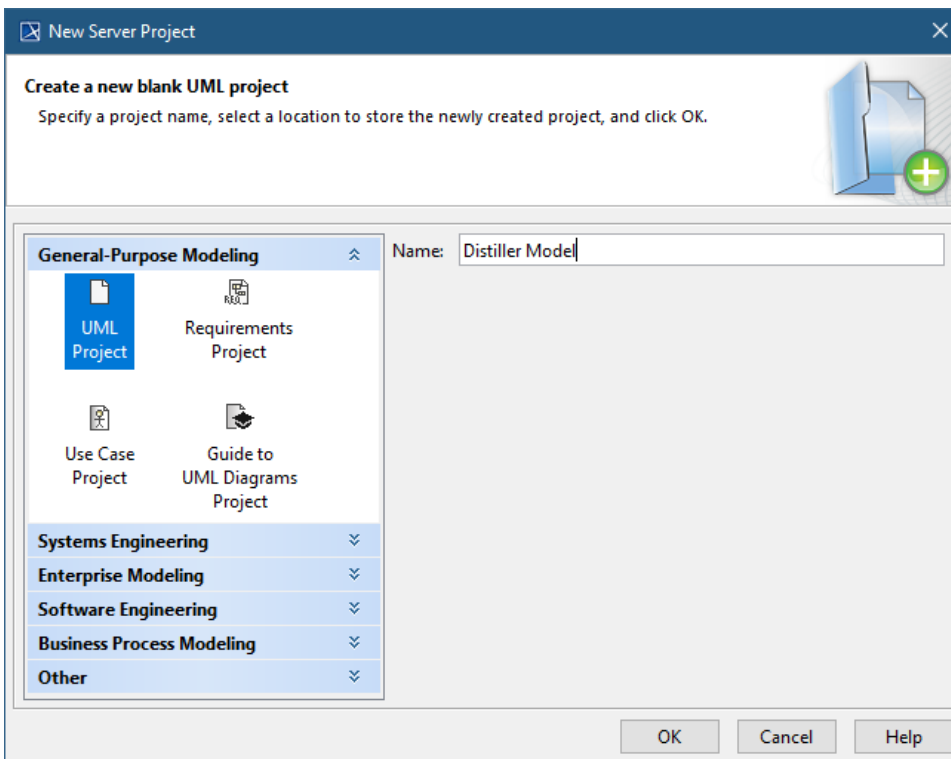 New Server Project
Create a new blank UML project
Specify a project name, select a location to store the newly created project, and click OK.
General-Purpose Modeling
Name: Distiller Model
UML
Project
Requirements
Project
Use Case
Project
Guide to
UML Diagrams
Project
Systems Engineering
Enterprise Modeling
Software Engineering
Business Process Modeling
Other
OK Cancel Help